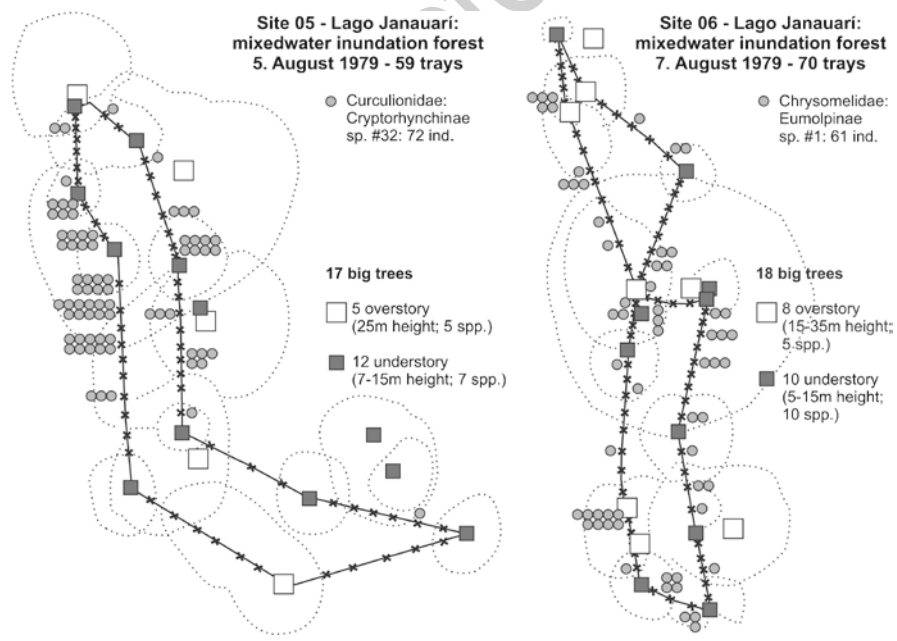 Site 05 - Lago Janauarí:
mixedwater inundation forest
5. August 1979 - 59 trays
Curculionidae:
Cryptorhynchinae
sp. #32: 72 ind.
17 big trees
5 overstory
(25m height; 5 spp.)
12 understory
(7-15m height; 7 spp.)
Site 06 - Lago Janauarí:
mixedwater inundation forest
7. August 1979 - 70 trays
Chrysomelidae:
Eumolpinae
sp. #1: 61 ind.
18 big trees
8 overstory
(15-35m height;
5 spp.)
10 understory
(5-15m height;
10 spp.)